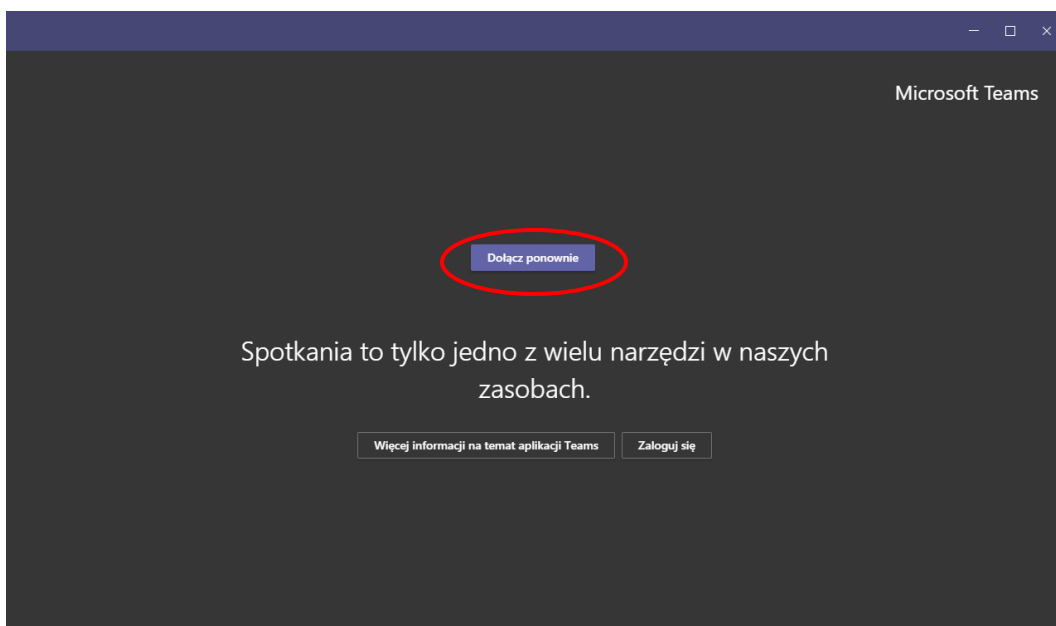 Microsoft Teams
Dołącz ponownie
Spotkania to tylko jedno z wielu narzędzi w naszych
zasobach.
Więcej informacji na temat aplikacji Teams
Zaloguj się